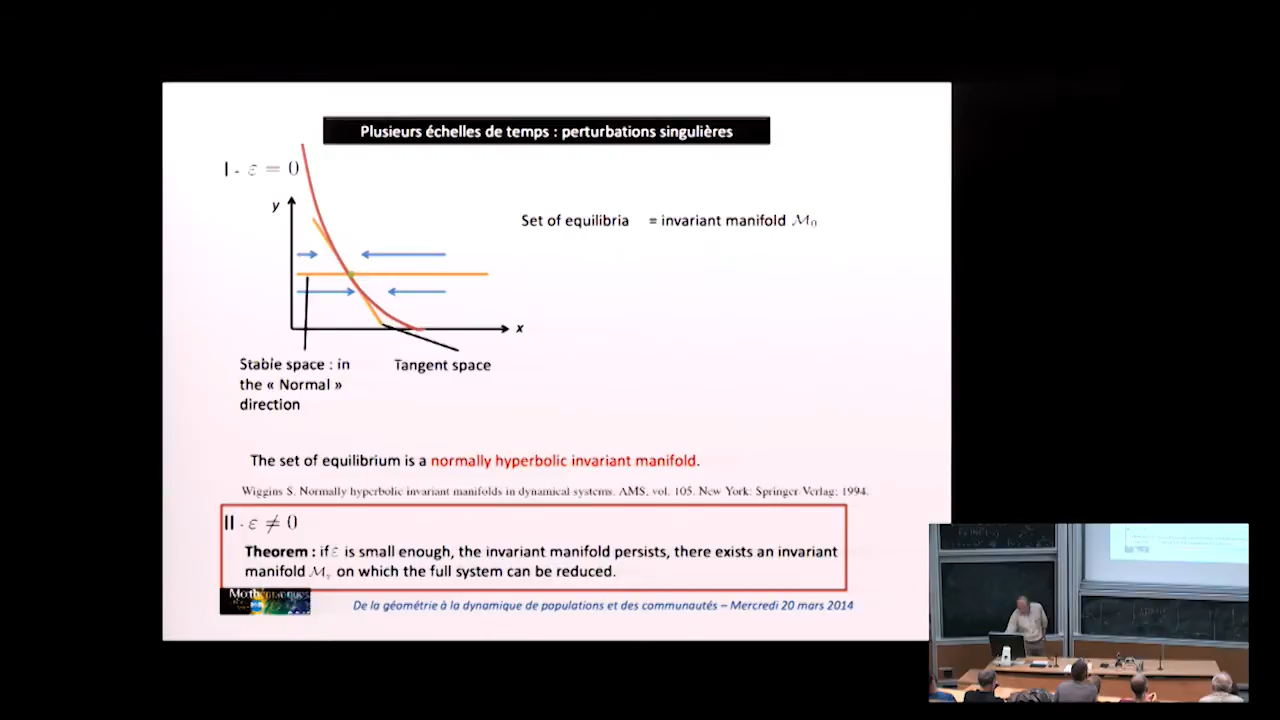 Plusieurs échelles de temps : perturbations singulières
I - ε = 0
y
Set of equilibria = invariant manifold M₀
x
Stable space : in
the « Normal »
direction
Tangent space
The set of equilibrium is a normally hyperbolic invariant manifold.
Wiggins S. Normally hyperbolic invariant manifolds in dynamical systems. AMS, vol. 105. New York: Springer Verlag; 1994.
II - ε ≠ 0
Theorem : if ε is small enough, the invariant manifold persists, there exists an invariant
manifold Mε on which the full system can be reduced.
De la géométrie à la dynamique de populations et des communautés – Mercredi 20 mars 2014